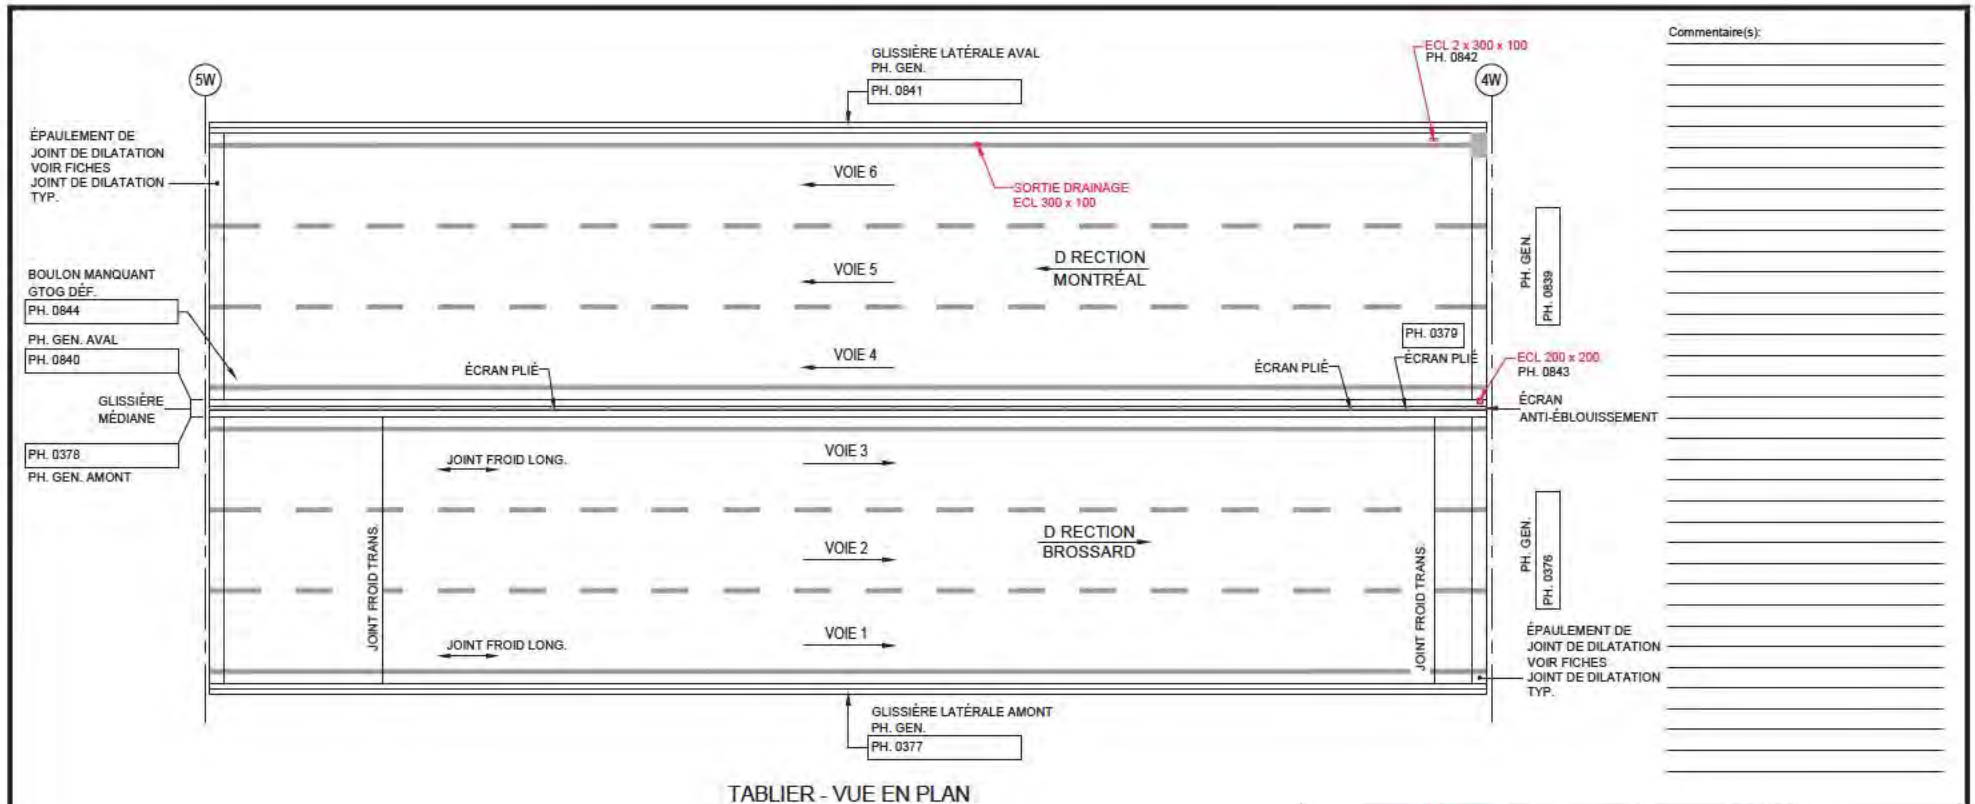 Commentaire(s):
GLISSIÈRE LATÉRALE AVAL
PH. GEN.
PH. 0841
ECL 2 x 300 x 100
PH. 0842
5W
4W
ÉPAULEMENT DE
JOINT DE DILATATION
VOIR FICHES
JOINT DE DILATATION
TYP.
VOIE 6
SORTIE DRAINAGE
ECL 300 x 100
D RECTION
MONTRÉAL
VOIE 5
PH. GEN.
PH. 0839
BOULON MANQUANT
GTOG DÉF.
PH. 0844
PH. GEN. AVAL
PH. 0840
VOIE 4
PH. 0379
ÉCRAN PLIÉ
ÉCRAN PLIÉ
ÉCRAN PLIÉ
ECL 200 x 200
PH. 0843
GLISSIÈRE
MÉDIANE
ÉCRAN
ANTI-ÉBLOUISSEMENT
PH. 0378
PH. GEN. AMONT
JOINT FROID LONG.
VOIE 3
D RECTION
BROSSARD
VOIE 2
JOINT FROID TRANS.
JOINT FROID TRANS.
PH. GEN.
PH. 0376
JOINT FROID LONG.
VOIE 1
ÉPAULEMENT DE
JOINT DE DILATATION
VOIR FICHES
JOINT DE DILATATION
TYP.
GLISSIÈRE LATÉRALE AMONT
PH. GEN.
PH. 0377
TABLIER - VUE EN PLAN